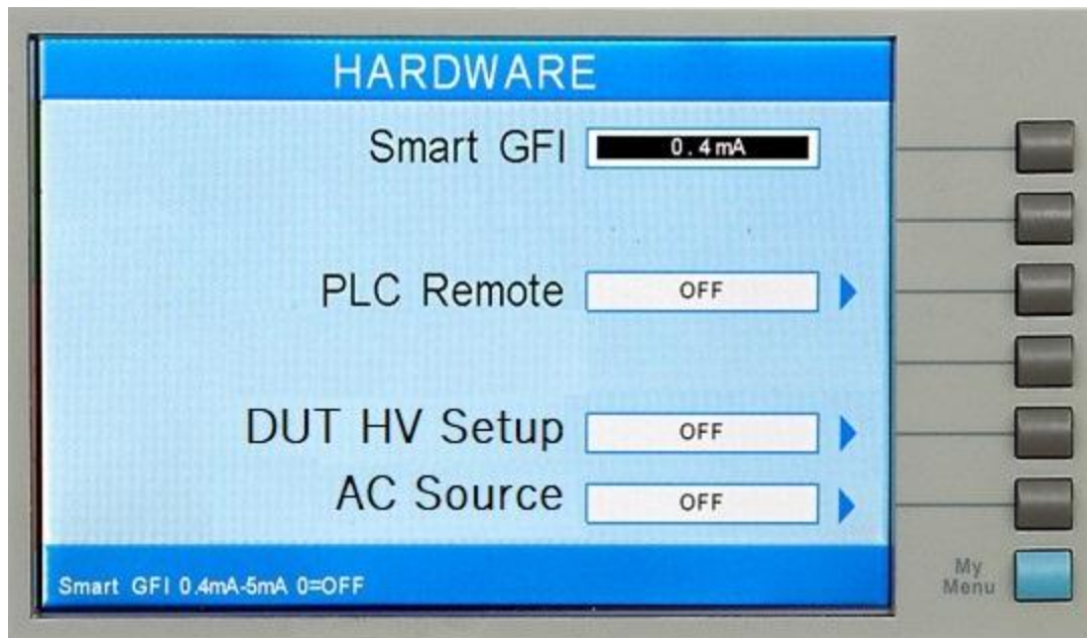 HARDWARE
Smart GFI 0.4mA
PLC Remote OFF
DUT HV Setup OFF
AC Source OFF
Smart GFI 0.4mA-5mA 0=OFF
My
Menu